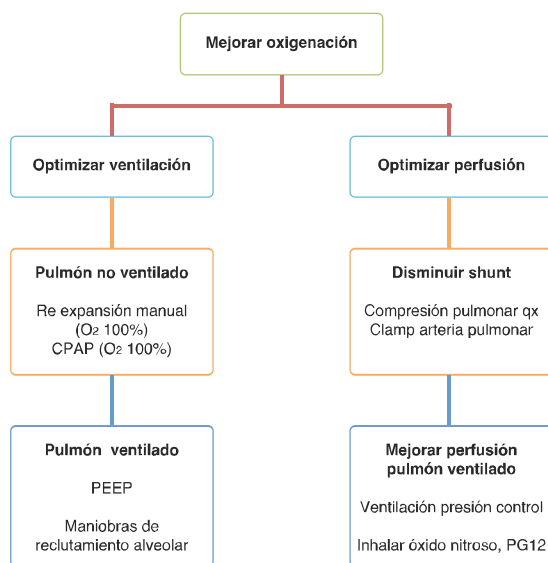 Mejorar oxigenación
Optimizar ventilación
Optimizar perfusión
Pulmón no ventilado
Re expansión manual
(O2 100%)
CPAP (O2 100%)
Disminuir shunt
Compresión pulmonar qx
Clamp arteria pulmonar
Pulmón ventilado
PEEP
Maniobras de
reclutamiento alveolar
Mejorar perfusión
pulmón ventilado
Ventilación presión control
Inhalar óxido nitroso, PG12